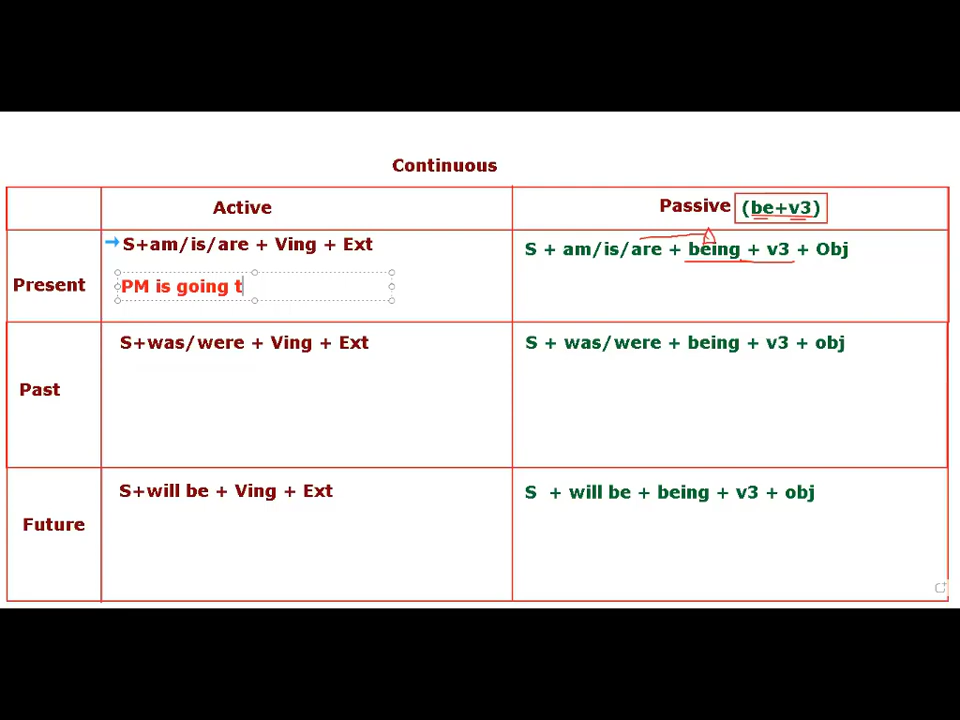 Continuous
Active
Passive (be+v3)
Present
S+am/is/are + Ving + Ext
S + am/is/are + being + v3 + Obj
PM is going t
Past
S+was/were + Ving + Ext
S + was/were + being + v3 + obj
Future
S+will be + Ving + Ext
S + will be + being + v3 + obj